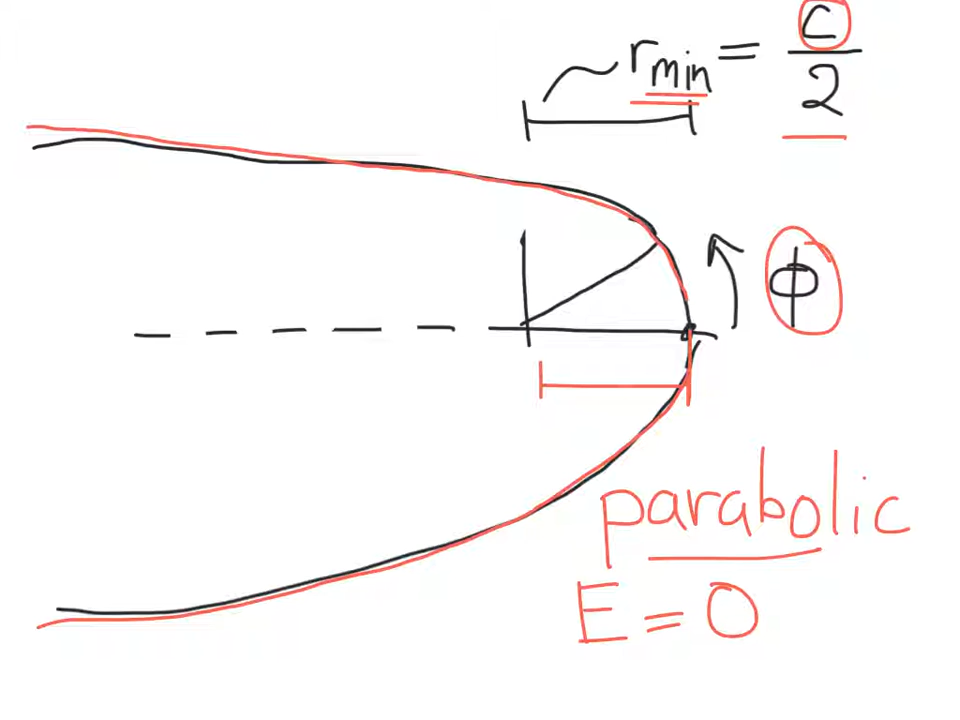 r_min = c/2
ϕ
parabolic
E = 0